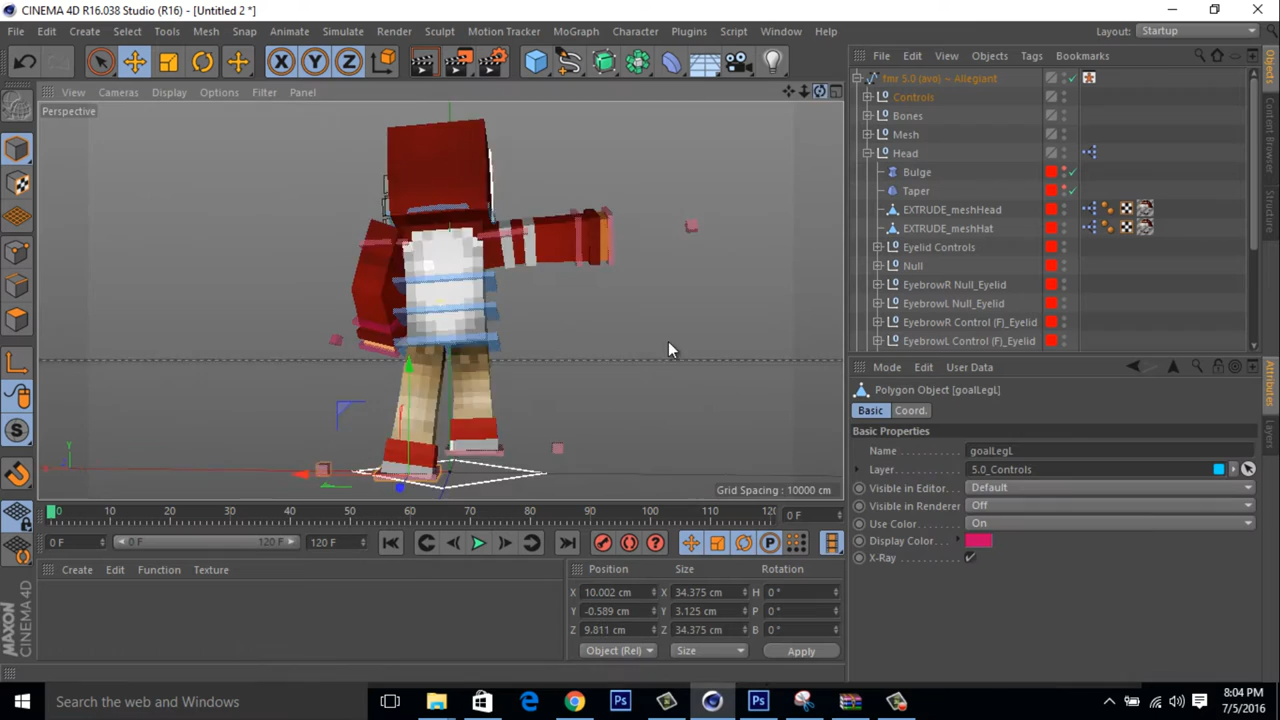 CINEMA 4D R16.038 Studio (R16) - [Untitled 2 *]
File Edit Create Select Tools Mesh Snap Animate Simulate Render Motion Tracker MoGraph Character Plugins Script Window Help Layout: Startup
X Y Z
File Edit View Objects Tags Bookmarks
View Cameras Display Options Filter Panel
Perspective
fmr 5.0 (avo) -- Allegiant
Controls
Bones
Mesh
Head
Bulge
Taper
EXTRUDE_meshHead
EXTRUDE_meshHat
Eyelid Controls
Null
EyebrowR Null_Eyelid
EyebrowL Null_Eyelid
EyebrowR Control (F)_Eyelid
EyebrowL Control (F)_Eyelid
Objects
Content Browser
Mode Edit User Data
Polygon Object [goalLegL]
Basic Coord.
Basic Properties
Name goalLegL
Layer 5.0_Controls
Visible in Editor Default
Visible in Renderer Off
Use Color On
Display Color
X-Ray
Attributes
Layers
Y
Grid Spacing : 10000 cm
0 10 20 30 40 50 60 70 80 90 100 110 120 0 F
0 F 0 F 120 F 120 F
Create Edit Function Texture
Position Size Rotation
X 10.002 cm X 34.375 cm H 0 °
Y -0.589 cm Y 3.125 cm P 0 °
Z 9.811 cm Z 34.375 cm B 0 °
Object (Rel) Size Apply
MAXON
CINEMA 4D
Search the web and Windows
8:04 PM
7/5/2016